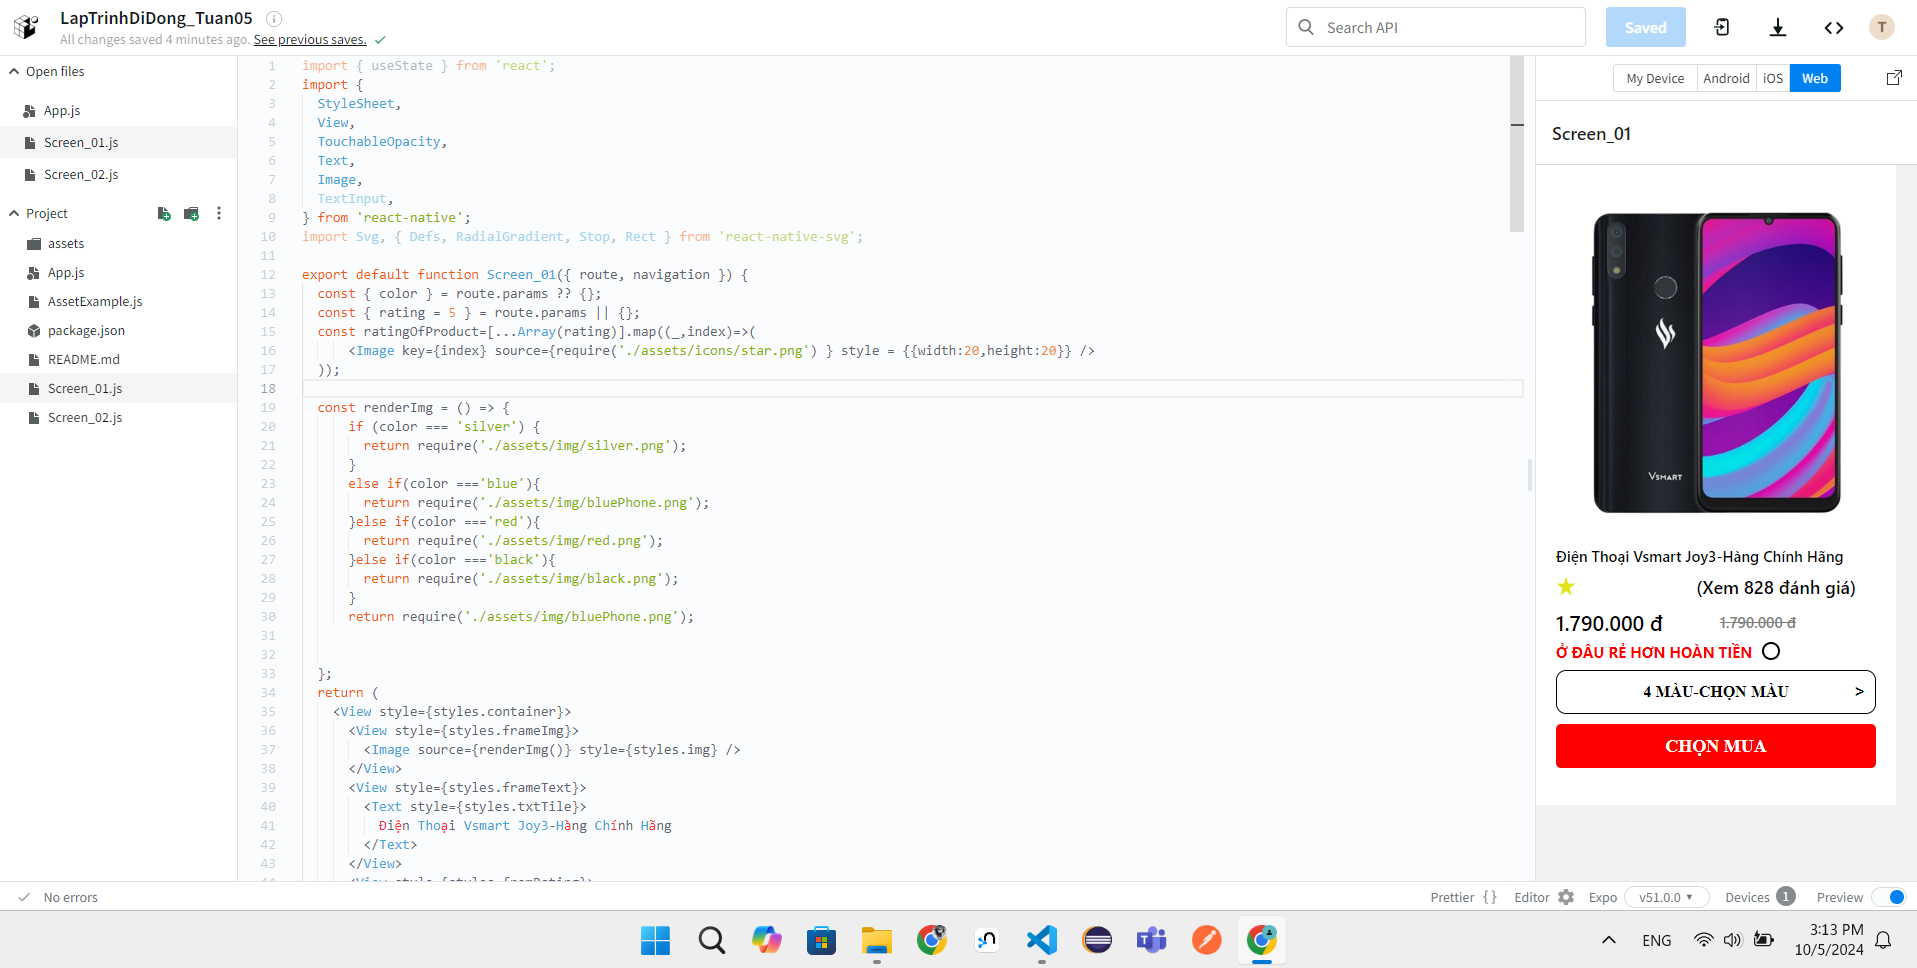 LapTrinhDiDong_Tuan05
All changes saved 4 minutes ago. See previous saves.
Search API
Saved
T
Open files
App.js
Screen_01.js
Screen_02.js
Project
assets
App.js
AssetExample.js
package.json
README.md
Screen_01.js
Screen_02.js
1 import { useState } from 'react';
2 import {
3 StyleSheet,
4 View,
5 TouchableOpacity,
6 Text,
7 Image,
8 TextInput,
9 } from 'react-native';
10 import Svg, { Defs, RadialGradient, Stop, Rect } from 'react-native-svg';
11
12 export default function Screen_01({ route, navigation }) {
13 const { color } = route.params ?? {};
14 const { rating = 5 } = route.params || {};
15 const ratingOfProduct=[...Array(rating)].map((_,index)=>(
16 <Image key={index} source={require('./assets/icons/star.png') } style = {{width:20,height:20}} />
17 ));
18
19 const renderImg = () => {
20 if (color === 'silver') {
21 return require('./assets/img/silver.png');
22 }
23 else if(color ==='blue'){
24 return require('./assets/img/bluePhone.png');
25 }else if(color ==='red'){
26 return require('./assets/img/red.png');
27 }else if(color ==='black'){
28 return require('./assets/img/black.png');
29 }
30 return require('./assets/img/bluePhone.png');
31
32
33 };
34 return (
35 <View style={styles.container}>
36 <View style={styles.frameImg}>
37 <Image source={renderImg()} style={styles.img} />
38 </View>
39 <View style={styles.frameText}>
40 <Text style={styles.txtTile}>
41 Điện Thoại Vsmart Joy3-Hàng Chính Hãng
42 </Text>
43 </View>
My Device
Android
iOS
Web
Screen_01
VSMART
Điện Thoại Vsmart Joy3-Hàng Chính Hãng
(Xem 828 đánh giá)
1.790.000 đ
1.790.000 đ
Ở ĐÂU RẺ HƠN HOÀN TIỀN
4 MÀU-CHỌN MÀU >
CHỌN MUA
No errors
Prettier {}
Editor
Expo
v51.0.0
Devices 1
Preview
ENG
3:13 PM
10/5/2024